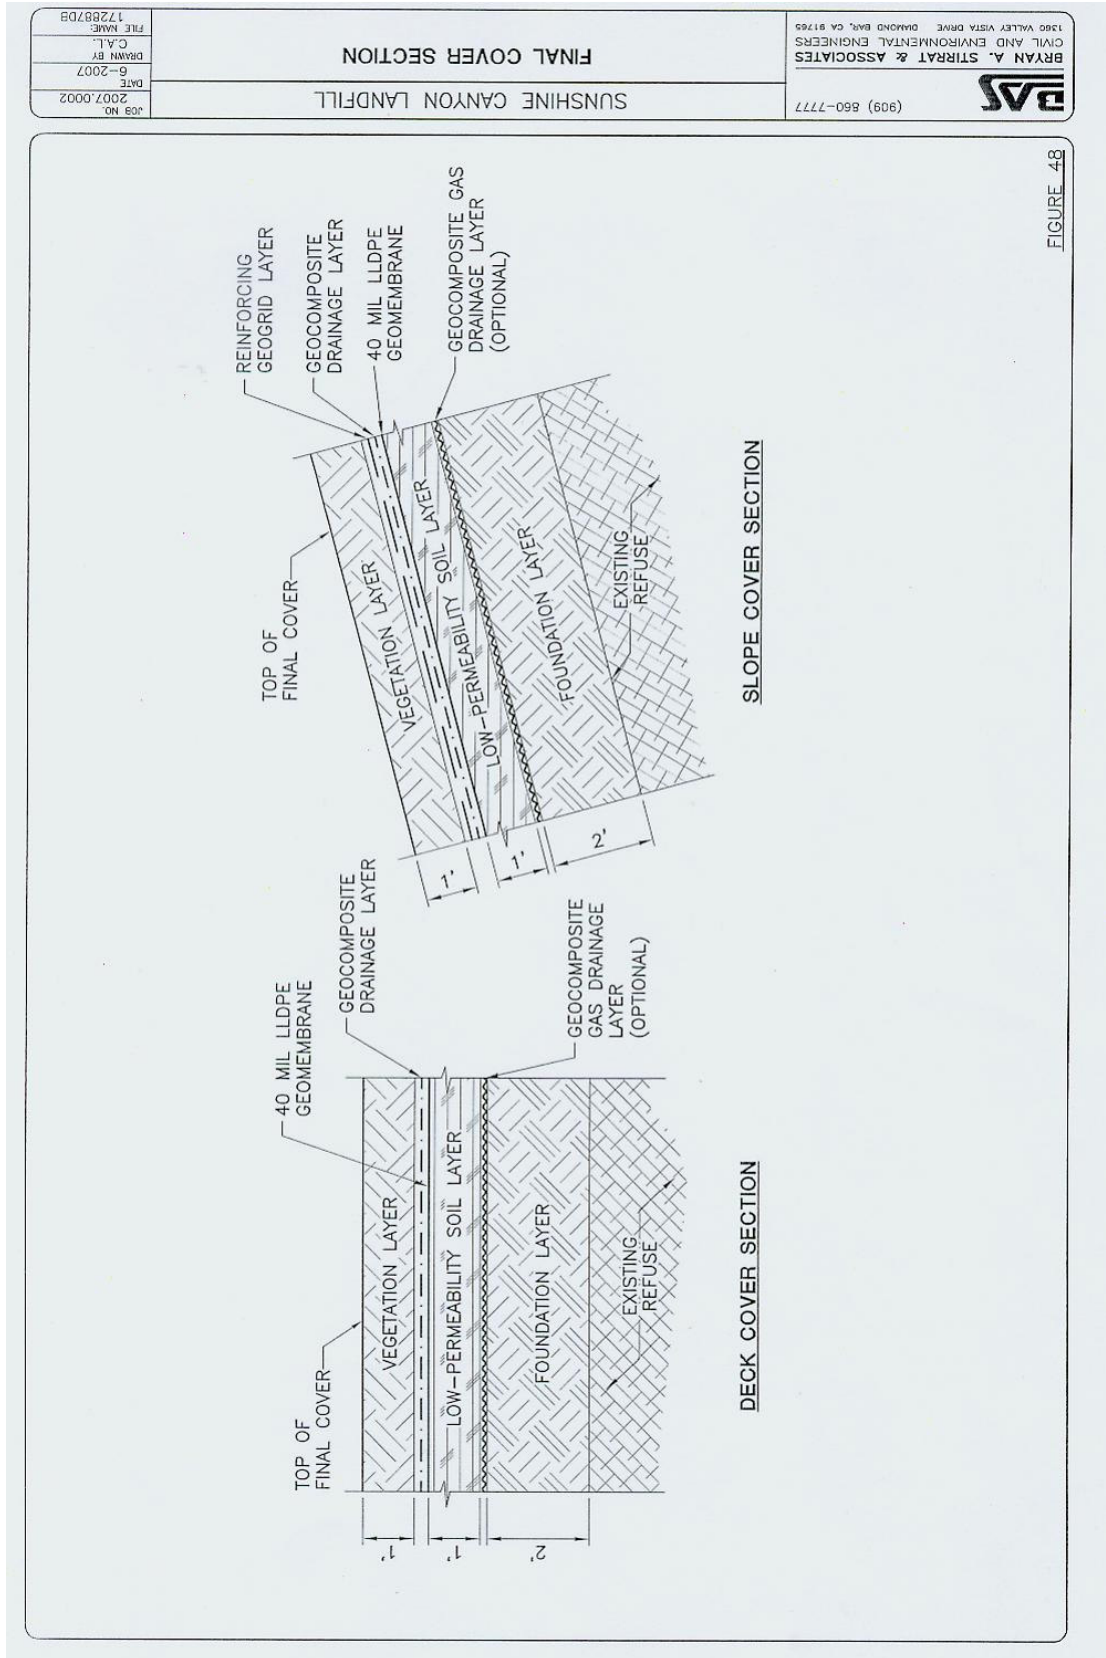 TOP OF
FINAL COVER
40 MIL LLDPE
GEOMEMBRANE
GEOCOMPOSITE
DRAINAGE LAYER
VEGETATION LAYER
LOW-PERMEABILITY SOIL LAYER
FOUNDATION LAYER
EXISTING
REFUSE
GEOCOMPOSITE
GAS DRAINAGE
LAYER
(OPTIONAL)
1'
1'
2'
DECK COVER SECTION
TOP OF
FINAL COVER
REINFORCING
GEOGRID LAYER
GEOCOMPOSITE
DRAINAGE LAYER
40 MIL LLDPE
GEOMEMBRANE
GEOCOMPOSITE GAS
DRAINAGE LAYER
(OPTIONAL)
VEGETATION LAYER
LOW-PERMEABILITY SOIL LAYER
FOUNDATION LAYER
EXISTING
REFUSE
1'
1'
2'
SLOPE COVER SECTION
FIGURE 48
BAS
(909) 860-7777
BRYAN A. STIRRAT & ASSOCIATES
CIVIL AND ENVIRONMENTAL ENGINEERS
1360 VALLEY VISTA DRIVE DIAMOND BAR, CA 91765
SUNSHINE CANYON LANDFILL
FINAL COVER SECTION
JOB NO.
2007.0002
DATE
6-2007
DRAWN BY
C.A.L.
FILE NAME:
172887D8